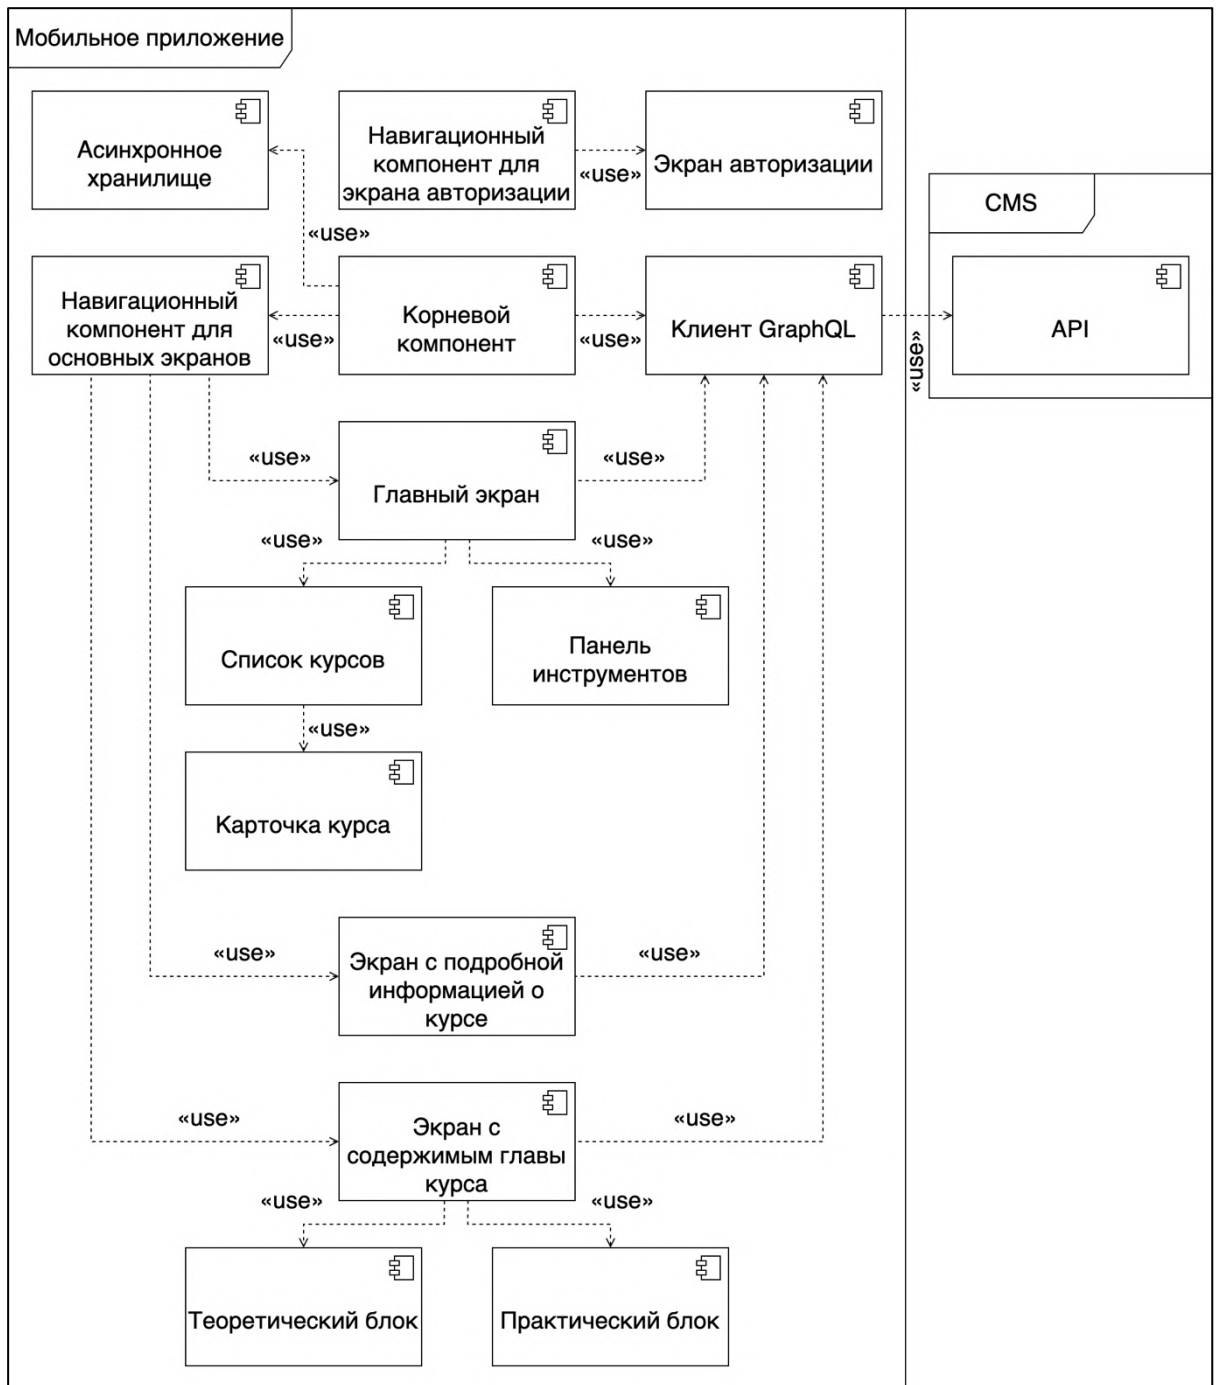 Мобильное приложение
Асинхронное
хранилище
Навигационный
компонент для
экрана авторизации
«use»
Экран авторизации
CMS
«use»
Навигационный
компонент для
основных экранов
«use»
Корневой
компонент
«use»
Клиент GraphQL
«use»
API
«use»
Главный экран
«use»
«use»
«use»
Список курсов
Панель
инструментов
«use»
Карточка курса
«use»
Экран с подробной
информацией о
курсе
«use»
«use»
Экран с
содержимым главы
курса
«use»
«use»
«use»
Теоретический блок
Практический блок